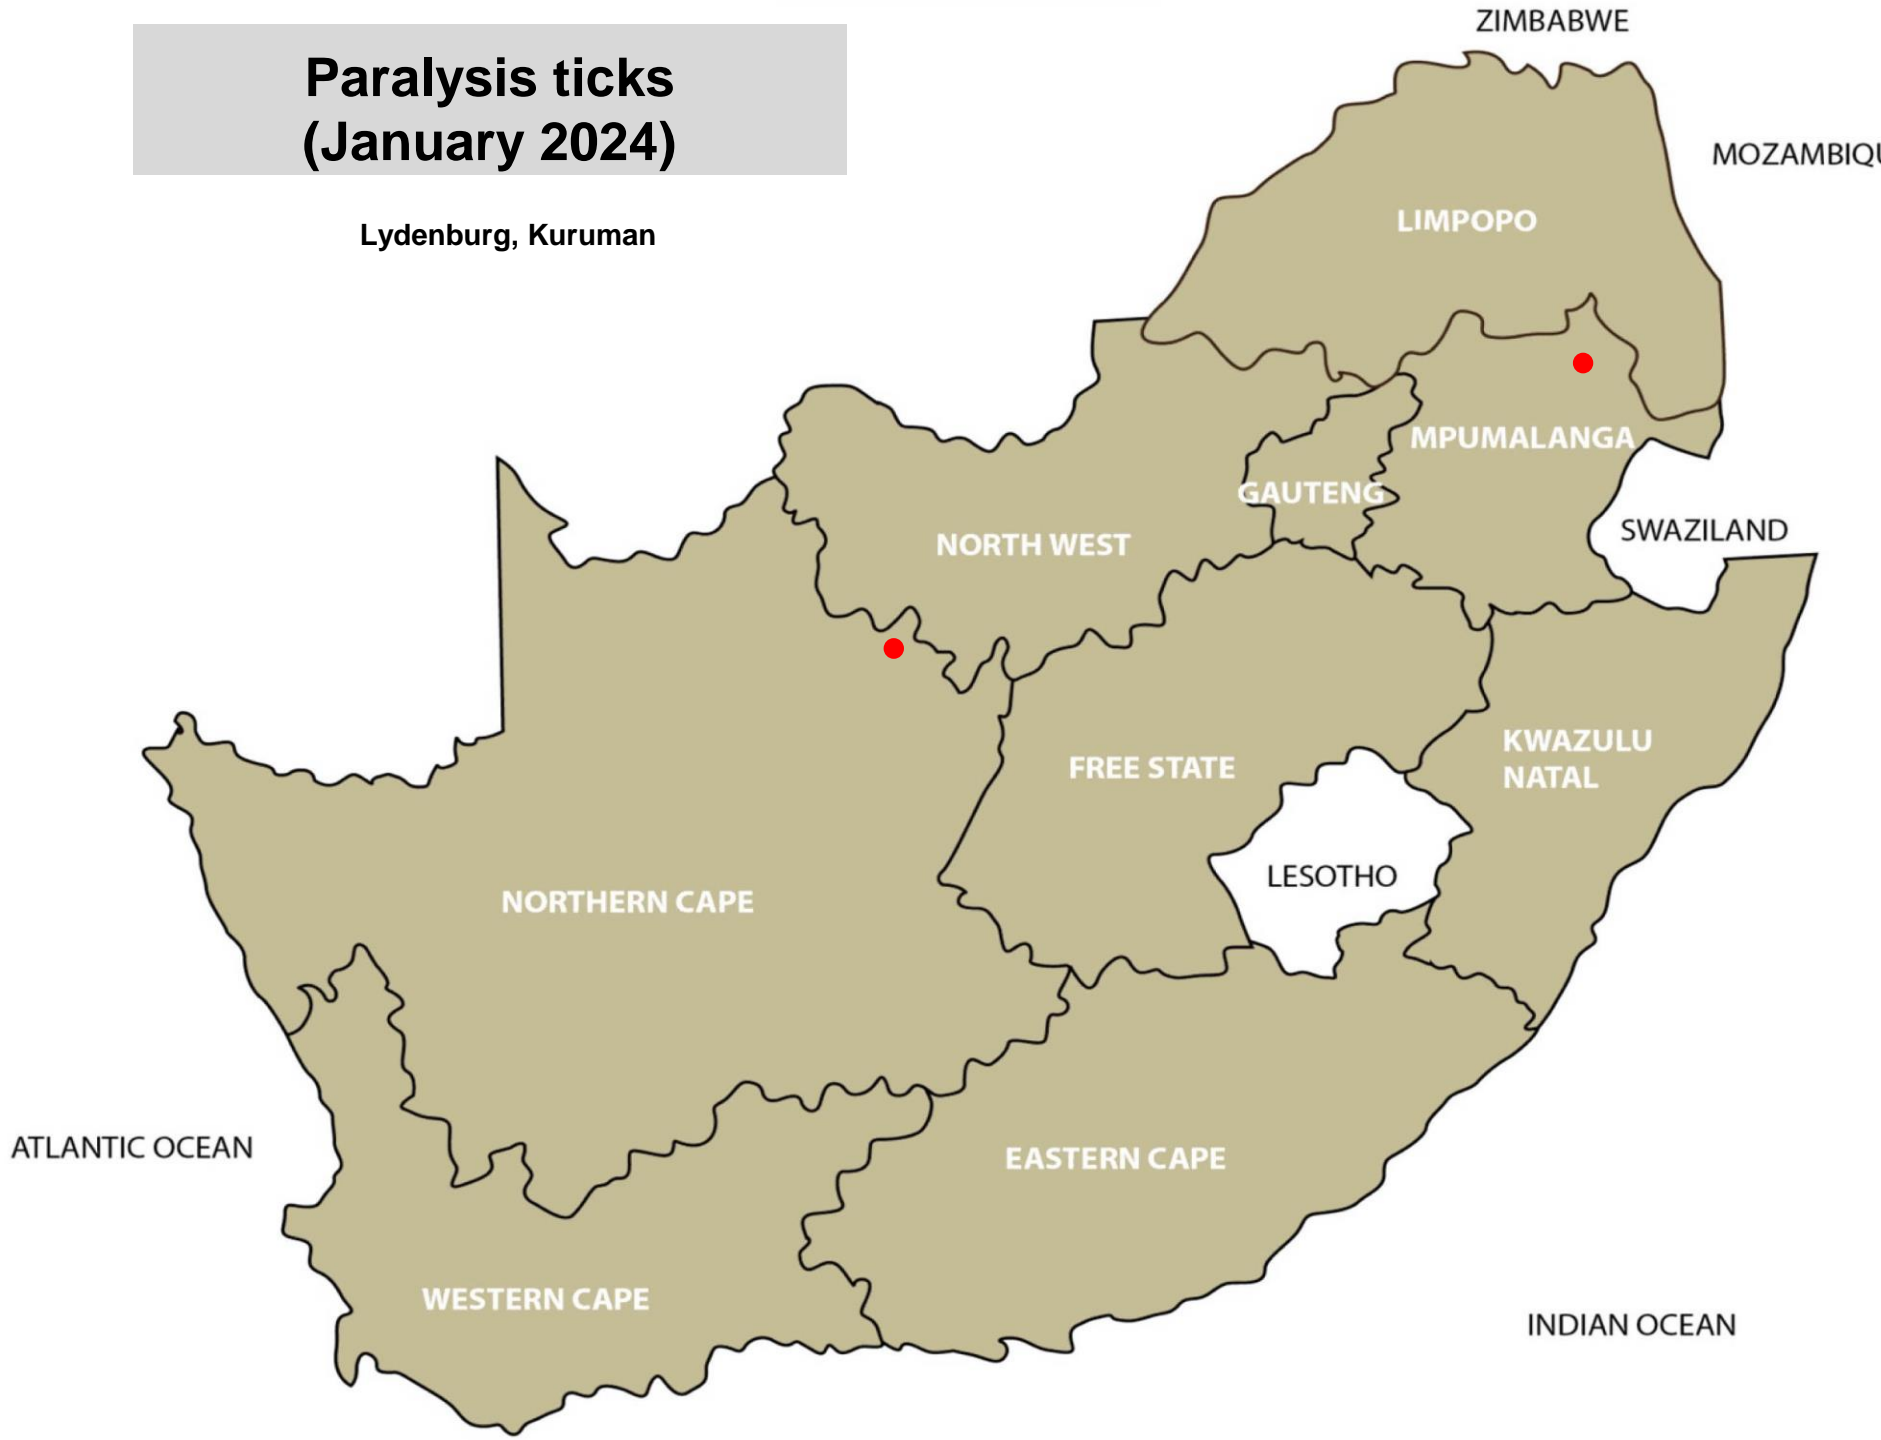 Paralysis ticks
(January 2024)
Lydenburg, Kuruman
ZIMBABWE
MOZAMBIQU
LIMPOPO
MPUMALANGA
GAUTENG
SWAZILAND
NORTH WEST
KWAZULU
NATAL
FREE STATE
LESOTHO
NORTHERN CAPE
ATLANTIC OCEAN
EASTERN CAPE
WESTERN CAPE
INDIAN OCEAN